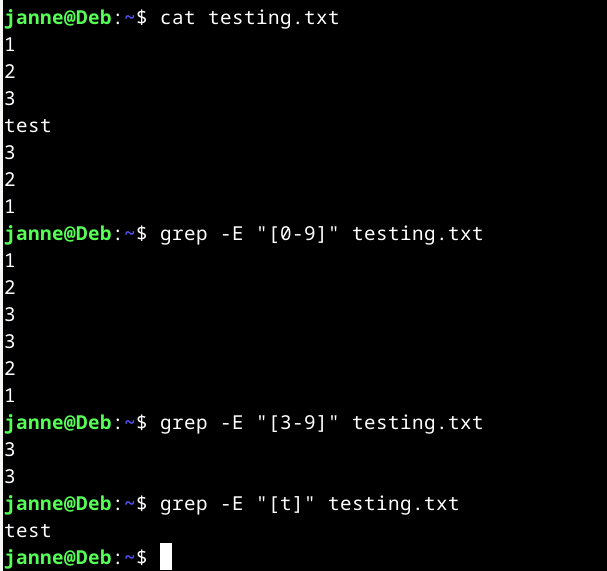 janne@Deb:~$ cat testing.txt
1
2
3
test
3
2
1
janne@Deb:~$ grep -E "[0-9]" testing.txt
1
2
3
3
2
1
janne@Deb:~$ grep -E "[3-9]" testing.txt
3
3
janne@Deb:~$ grep -E "[t]" testing.txt
test
janne@Deb:~$